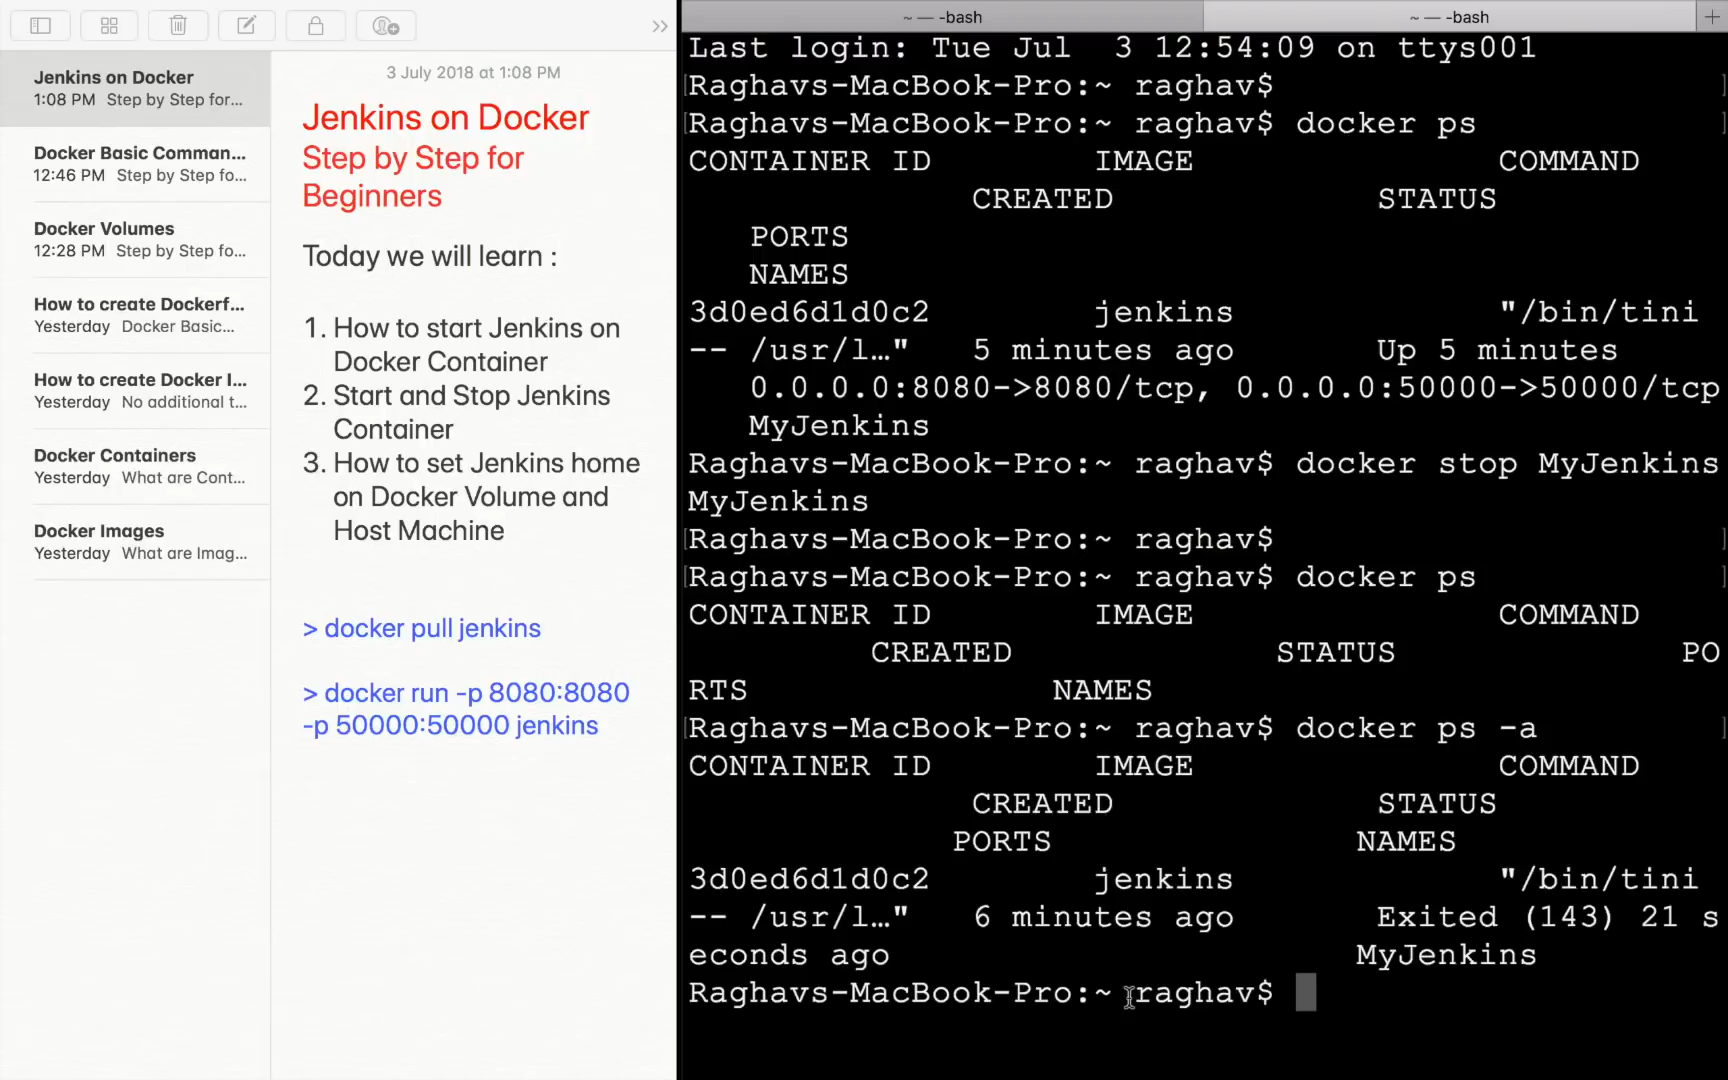 Jenkins on Docker
1:08 PM Step by Step for...
Docker Basic Comman...
12:46 PM Step by Step fo...
Docker Volumes
12:28 PM Step by Step fo...
How to create Dockerf...
Yesterday Docker Basic...
How to create Docker I...
Yesterday No additional t...
Docker Containers
Yesterday What are Cont...
Docker Images
Yesterday What are Imag...
3 July 2018 at 1:08 PM
Jenkins on Docker
Step by Step for
Beginners
Today we will learn :
1. How to start Jenkins on
Docker Container
2. Start and Stop Jenkins
Container
3. How to set Jenkins home
on Docker Volume and
Host Machine
> docker pull jenkins
> docker run -p 8080:8080
-p 50000:50000 jenkins
~ — -bash ~ — -bash
Last login: Tue Jul  3 12:54:09 on ttys001
Raghavs-MacBook-Pro:~ raghav$
Raghavs-MacBook-Pro:~ raghav$ docker ps
CONTAINER ID IMAGE COMMAND
CREATED STATUS
PORTS
NAMES
3d0ed6d1d0c2 jenkins "/bin/tini
-- /usr/l…" 5 minutes ago Up 5 minutes
0.0.0.0:8080->8080/tcp, 0.0.0.0:50000->50000/tcp
MyJenkins
Raghavs-MacBook-Pro:~ raghav$ docker stop MyJenkins
MyJenkins
Raghavs-MacBook-Pro:~ raghav$
Raghavs-MacBook-Pro:~ raghav$ docker ps
CONTAINER ID IMAGE COMMAND
CREATED STATUS PO
RTS NAMES
Raghavs-MacBook-Pro:~ raghav$ docker ps -a
CONTAINER ID IMAGE COMMAND
CREATED STATUS
PORTS NAMES
3d0ed6d1d0c2 jenkins "/bin/tini
-- /usr/l…" 6 minutes ago Exited (143) 21 s
econds ago MyJenkins
Raghavs-MacBook-Pro:~ raghav$